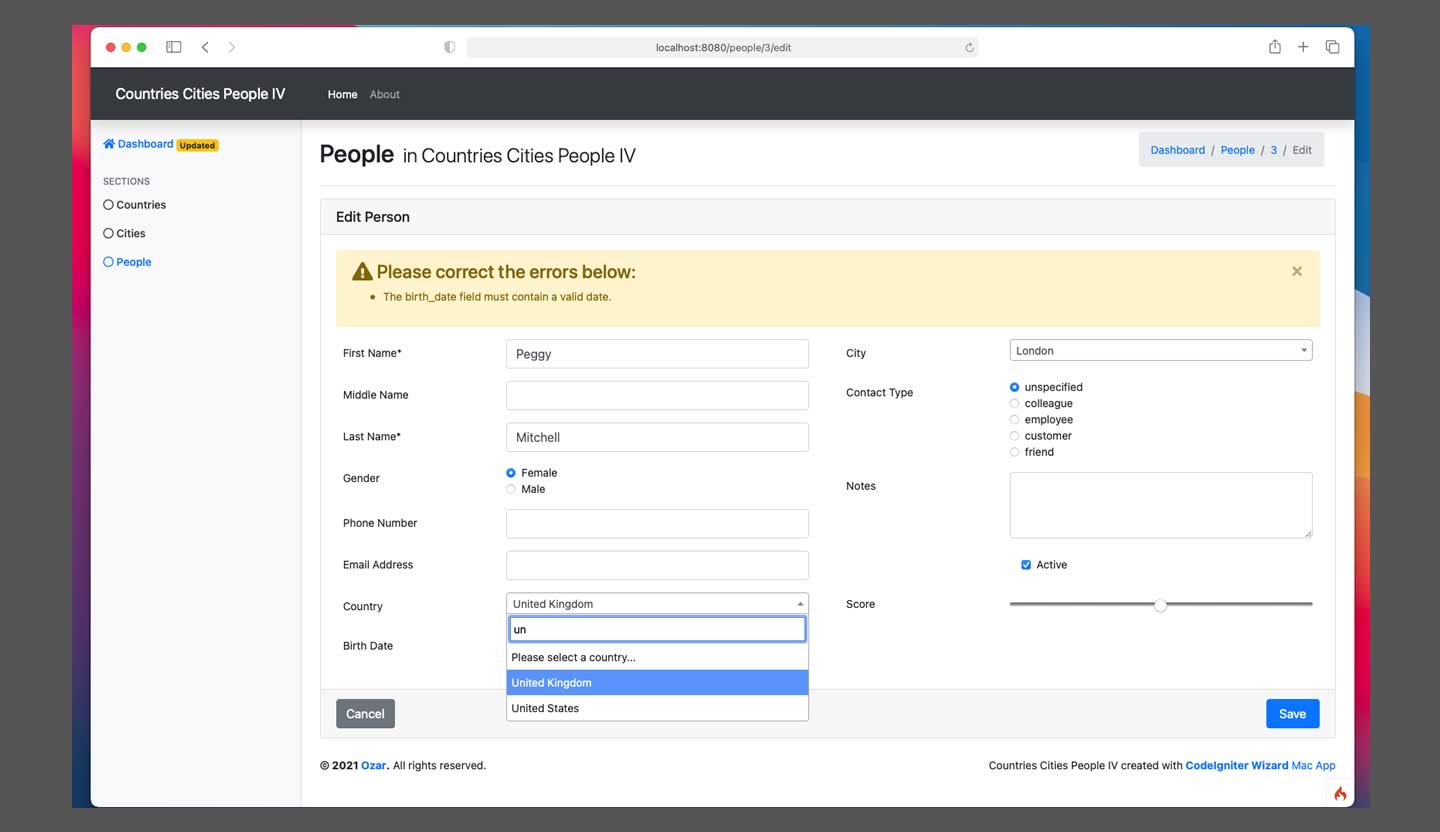 localhost:8080/people/3/edit
Countries Cities People IV Home About
Dashboard Updated
SECTIONS
Countries
Cities
People
People in Countries Cities People IV
Dashboard / People / 3 / Edit
Edit Person
Please correct the errors below:
×
• The birth_date field must contain a valid date.
First Name* Peggy
Middle Name
Last Name* Mitchell
Gender
Female
Male
Phone Number
Email Address
Country United Kingdom
un
Please select a country...
United Kingdom
United States
Birth Date
City London
Contact Type
unspecified
colleague
employee
customer
friend
Notes
Active
Score
Cancel
Save
© 2021 Ozar. All rights reserved.
Countries Cities People IV created with CodeIgniter Wizard Mac App